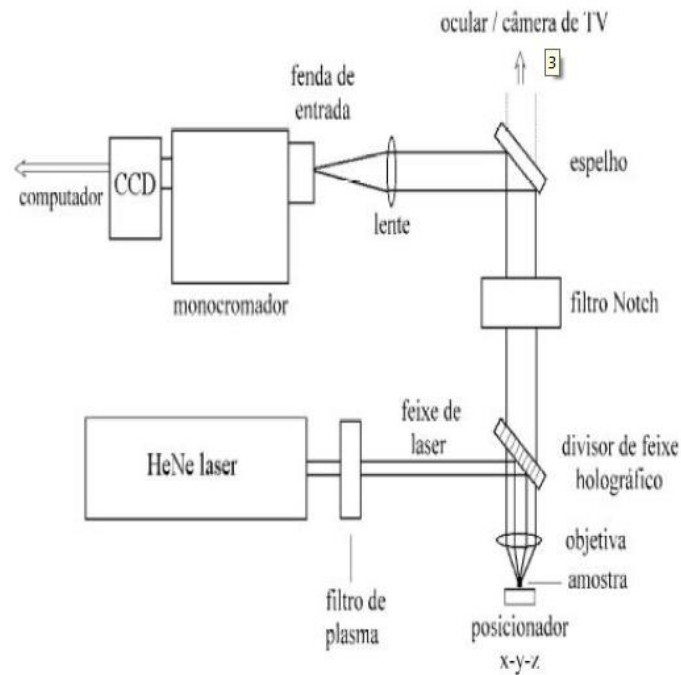 ocular / câmera de TV
3
fenda de
entrada
espelho
CCD
computador
lente
monocromador
filtro Notch
feixe de
laser
HeNe laser
divisor de feixe
holográfico
objetiva
amostra
filtro de
plasma
posicionador
x-y-z